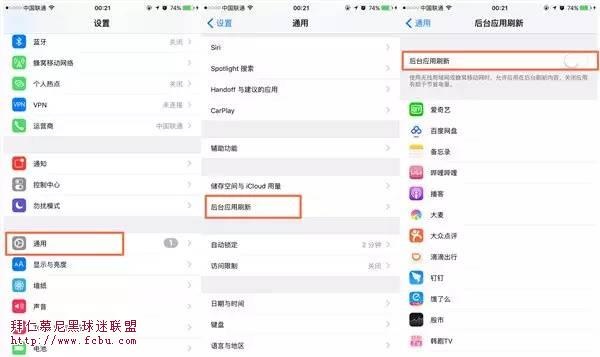 中国联通 00:21 74%
设置
蓝牙 关闭
蜂窝移动网络
个人热点 关闭
VPN 未连接
运营商 中国联通
通知
控制中心
勿扰模式
通用 1
显示与亮度
墙纸
声音
拜仁慕尼黑球迷联盟
http://www.fcbu.com
电池
中国联通 00:21 74%
设置 通用
Siri
Spotlight 搜索
Handoff 与建议的应用
CarPlay
辅助功能
储存空间与 iCloud 用量
后台应用刷新
自动锁定 2 分钟
访问限制 关闭
日期与时间
键盘
语言与地区
中国联通 00:21 74%
通用 后台应用刷新
后台应用刷新
使用无线局域网或蜂窝移动网时，允许应用在后台刷新内容。关闭应用
有助于节省电量。
爱奇艺
百度网盘
备忘录
哔哩哔哩
播客
大麦
大众点评
滴滴出行
钉钉
饿了么
股市
韩剧TV